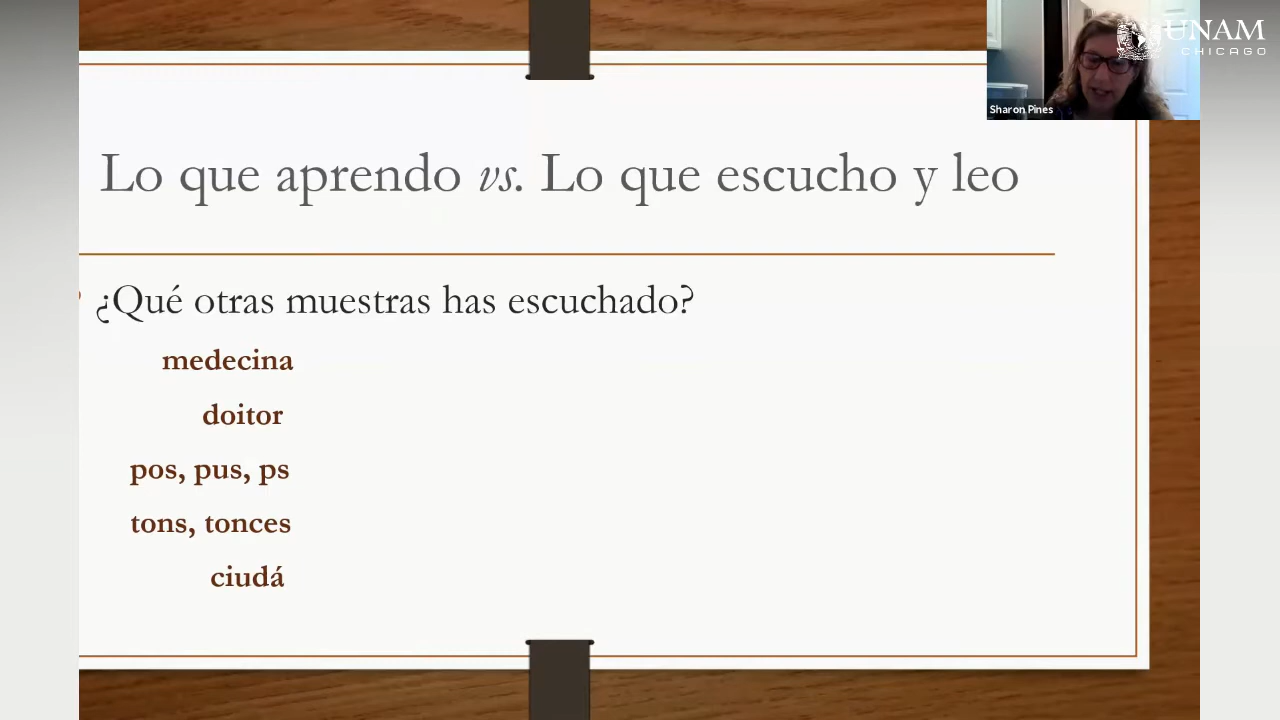 UNAM
CHICAGO
Sharon Pines
Lo que aprendo vs. Lo que escucho y leo
¿Qué otras muestras has escuchado?
medecina
doitor
pos, pus, ps
tons, tonces
ciudá